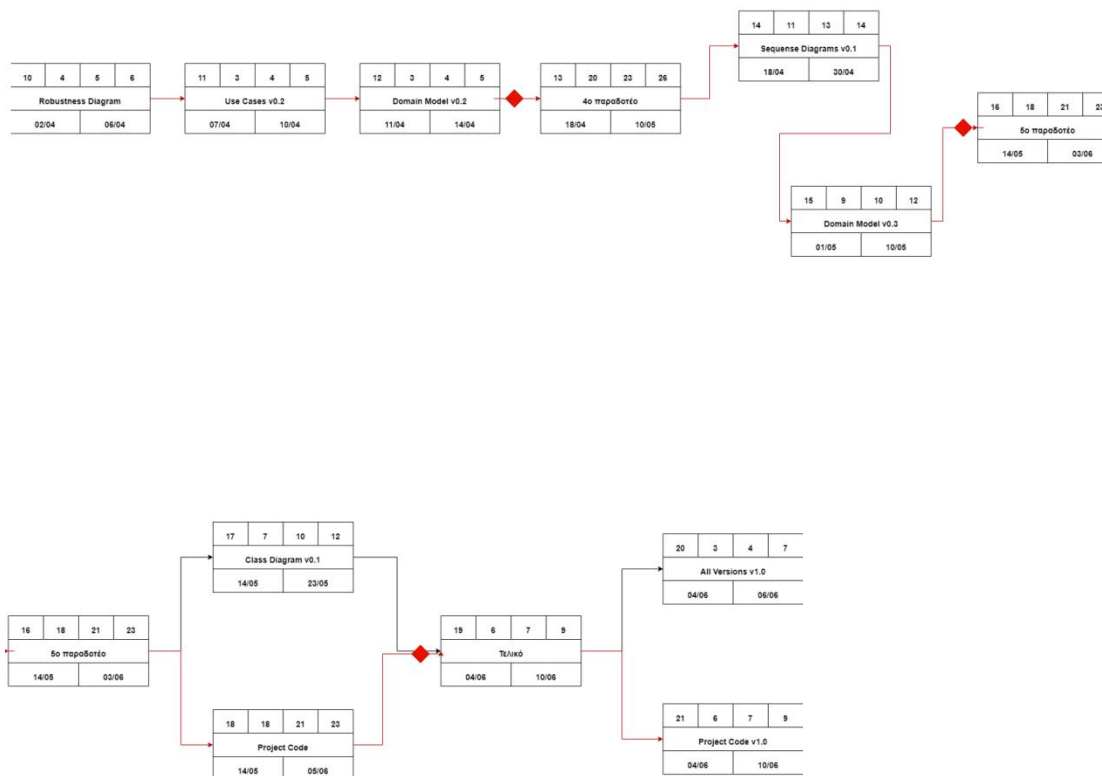 10 4 5 6
Robustness Diagram
02/04 06/04
11 3 4 5
Use Cases v0.2
07/04 10/04
12 3 4 5
Domain Model v0.2
11/04 14/04
13 20 23 26
4ο παραδοτέο
18/04 10/05
14 11 13 14
Sequense Diagrams v0.1
18/04 30/04
15 9 10 12
Domain Model v0.3
01/05 10/05
16 18 21 23
5ο παραδοτέο
14/05 03/06
16 18 21 23
5ο παραδοτέο
14/05 03/06
17 7 10 12
Class Diagram v0.1
14/05 23/05
18 18 21 23
Project Code
14/05 05/06
19 6 7 9
Τελικό
04/06 10/06
20 3 4 7
All Versions v1.0
04/06 06/06
21 6 7 9
Project Code v1.0
04/06 10/06